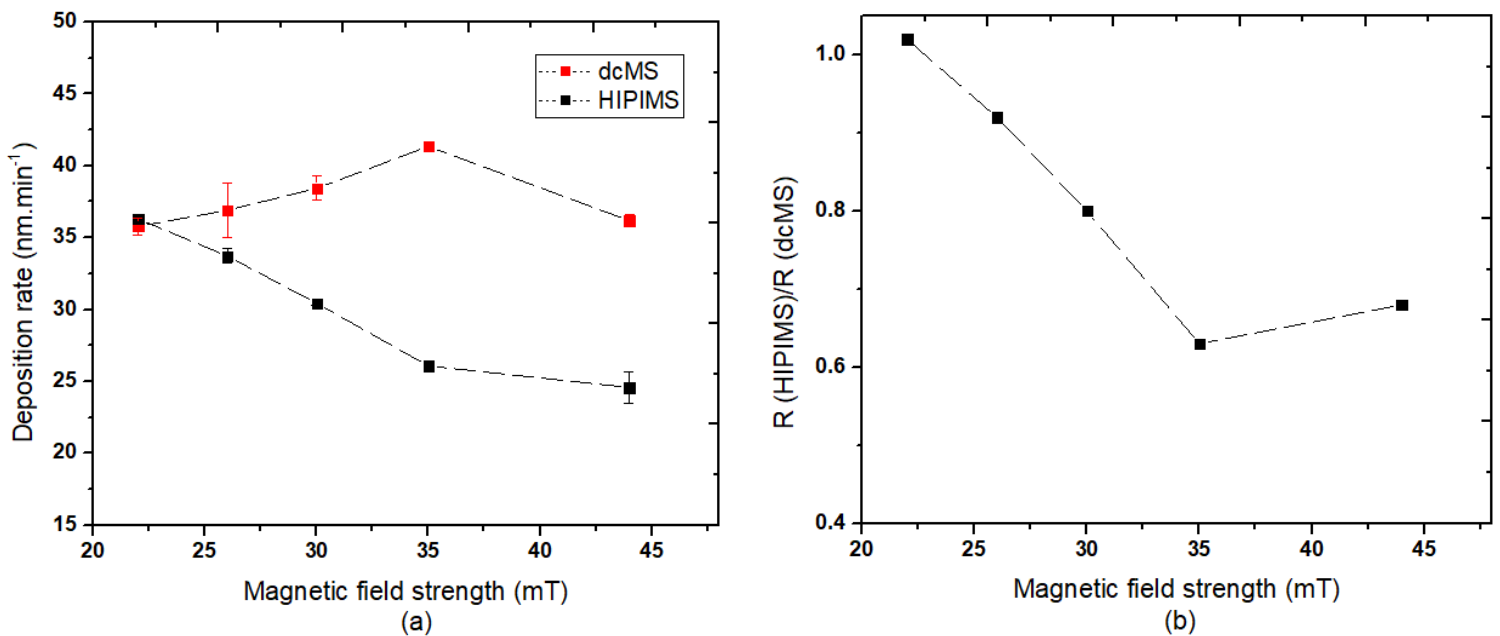 50
45
40
35
30
25
20
15
Deposition rate (nm.min⁻¹)
dcMS
HIPIMS
20 25 30 35 40 45
Magnetic field strength (mT)
(a)
1.0
0.8
0.6
0.4
R (HIPIMS)/R (dcMS)
20 25 30 35 40 45
Magnetic field strength (mT)
(b)